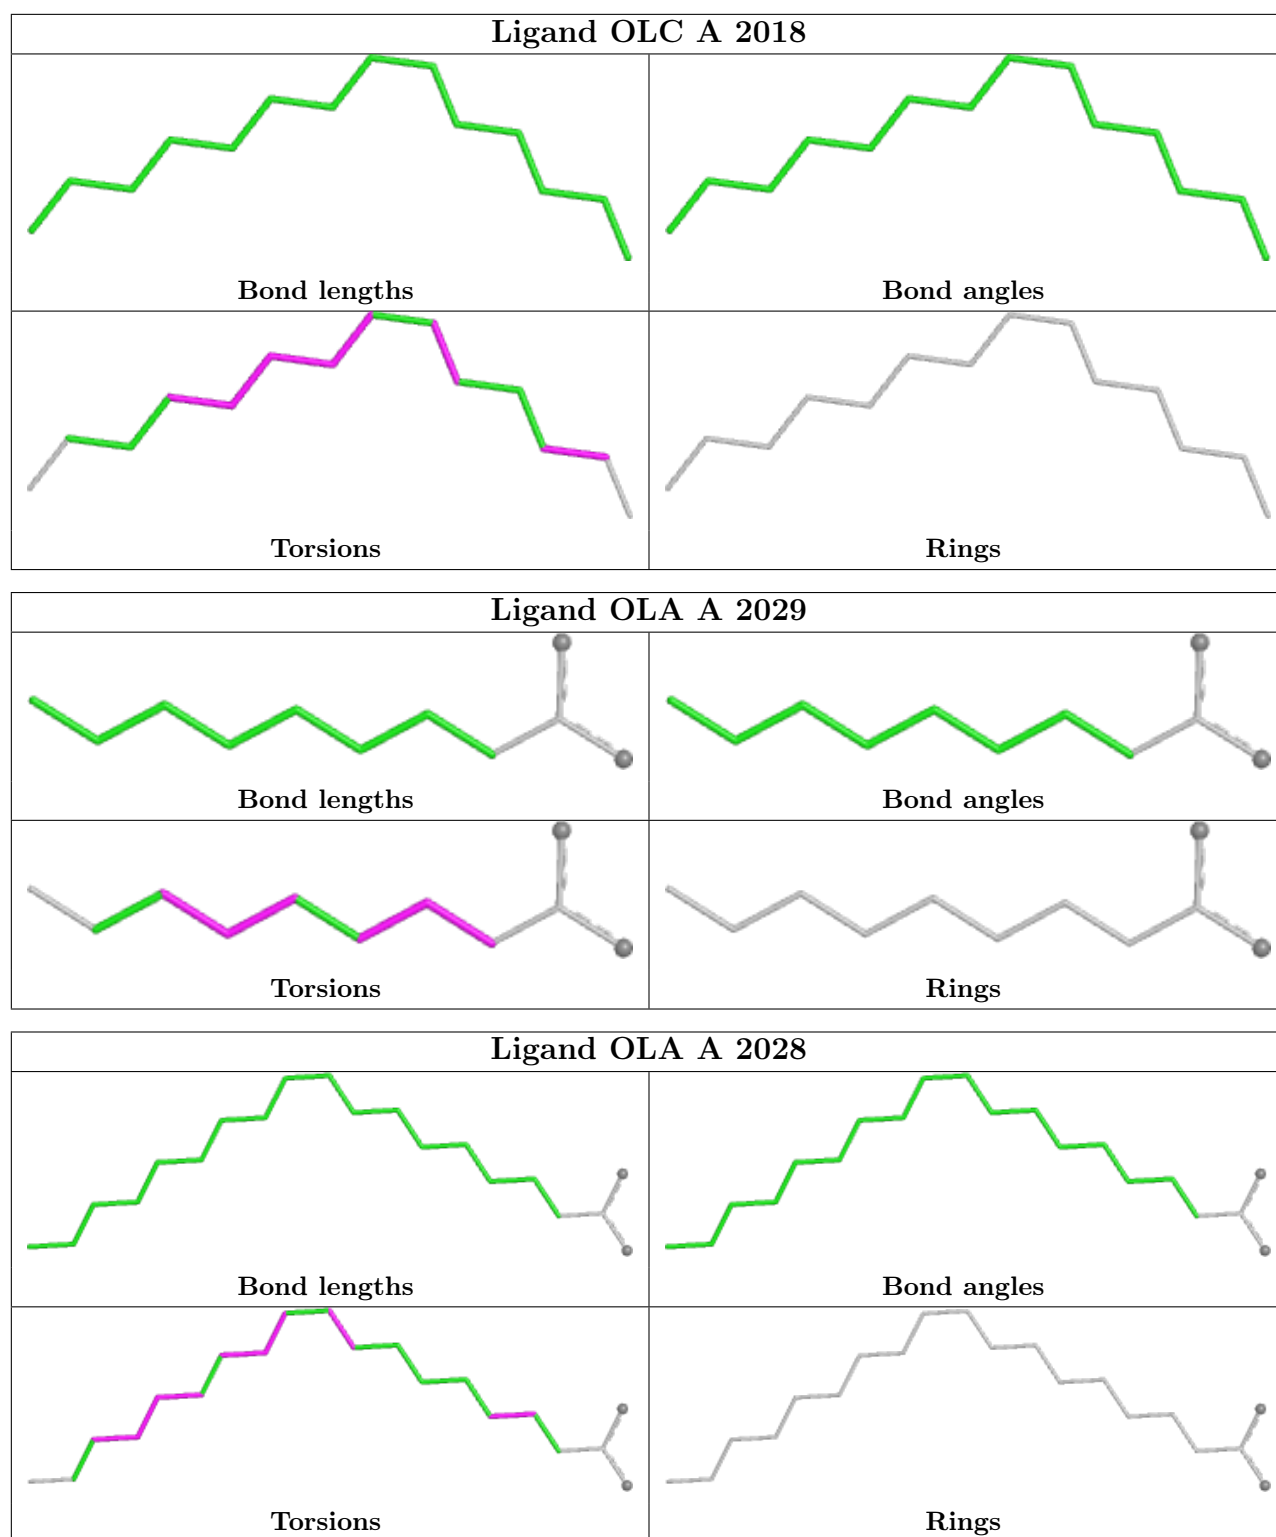 Ligand OLC A 2018
Bond lengths
Bond angles
Torsions
Rings
Ligand OLA A 2029
Bond lengths
Bond angles
Torsions
Rings
Ligand OLA A 2028
Bond lengths
Bond angles
Torsions
Rings